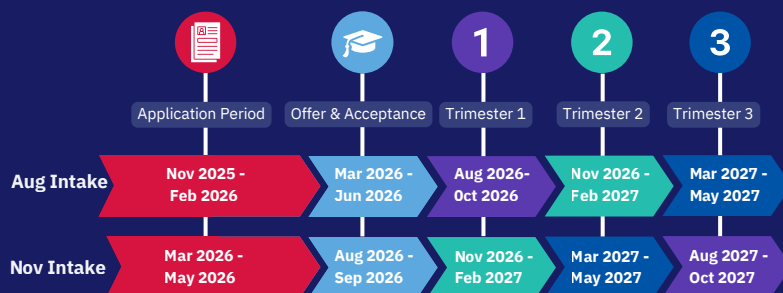 1 2 3
Application Period Offer & Acceptance Trimester 1 Trimester 2 Trimester 3
Aug Intake
Nov 2025 -
Feb 2026
Mar 2026 -
Jun 2026
Aug 2026-
Oct 2026
Nov 2026 -
Feb 2027
Mar 2027 -
May 2027
Nov Intake
Mar 2026 -
May 2026
Aug 2026 -
Sep 2026
Nov 2026 -
Feb 2027
Mar 2027 -
May 2027
Aug 2027 -
Oct 2027